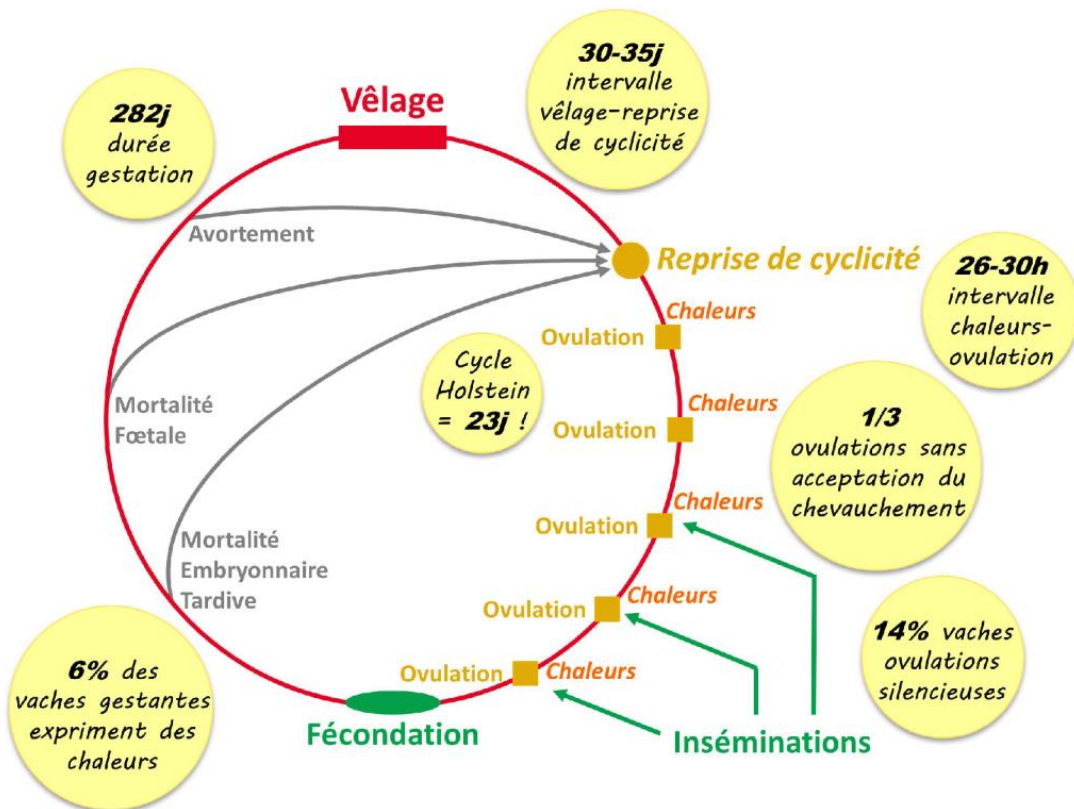 Vêlage
30-35j
intervalle
vêlage-reprise
de cyclicité
282j
durée
gestation
Avortement
Reprise de cyclicité
26-30h
intervalle
chaleurs-
ovulation
Chaleurs
Ovulation
Cycle
Holstein
= 23j !
Mortalité
Fœtale
Chaleurs
Ovulation
1/3
ovulations sans
acceptation du
chevauchement
Chaleurs
Ovulation
Mortalité
Embryonnaire
Tardive
Chaleurs
Ovulation
14% vaches
ovulations
silencieuses
6% des
vaches gestantes
expriment des
chaleurs
Ovulation
Chaleurs
Fécondation
Inséminations